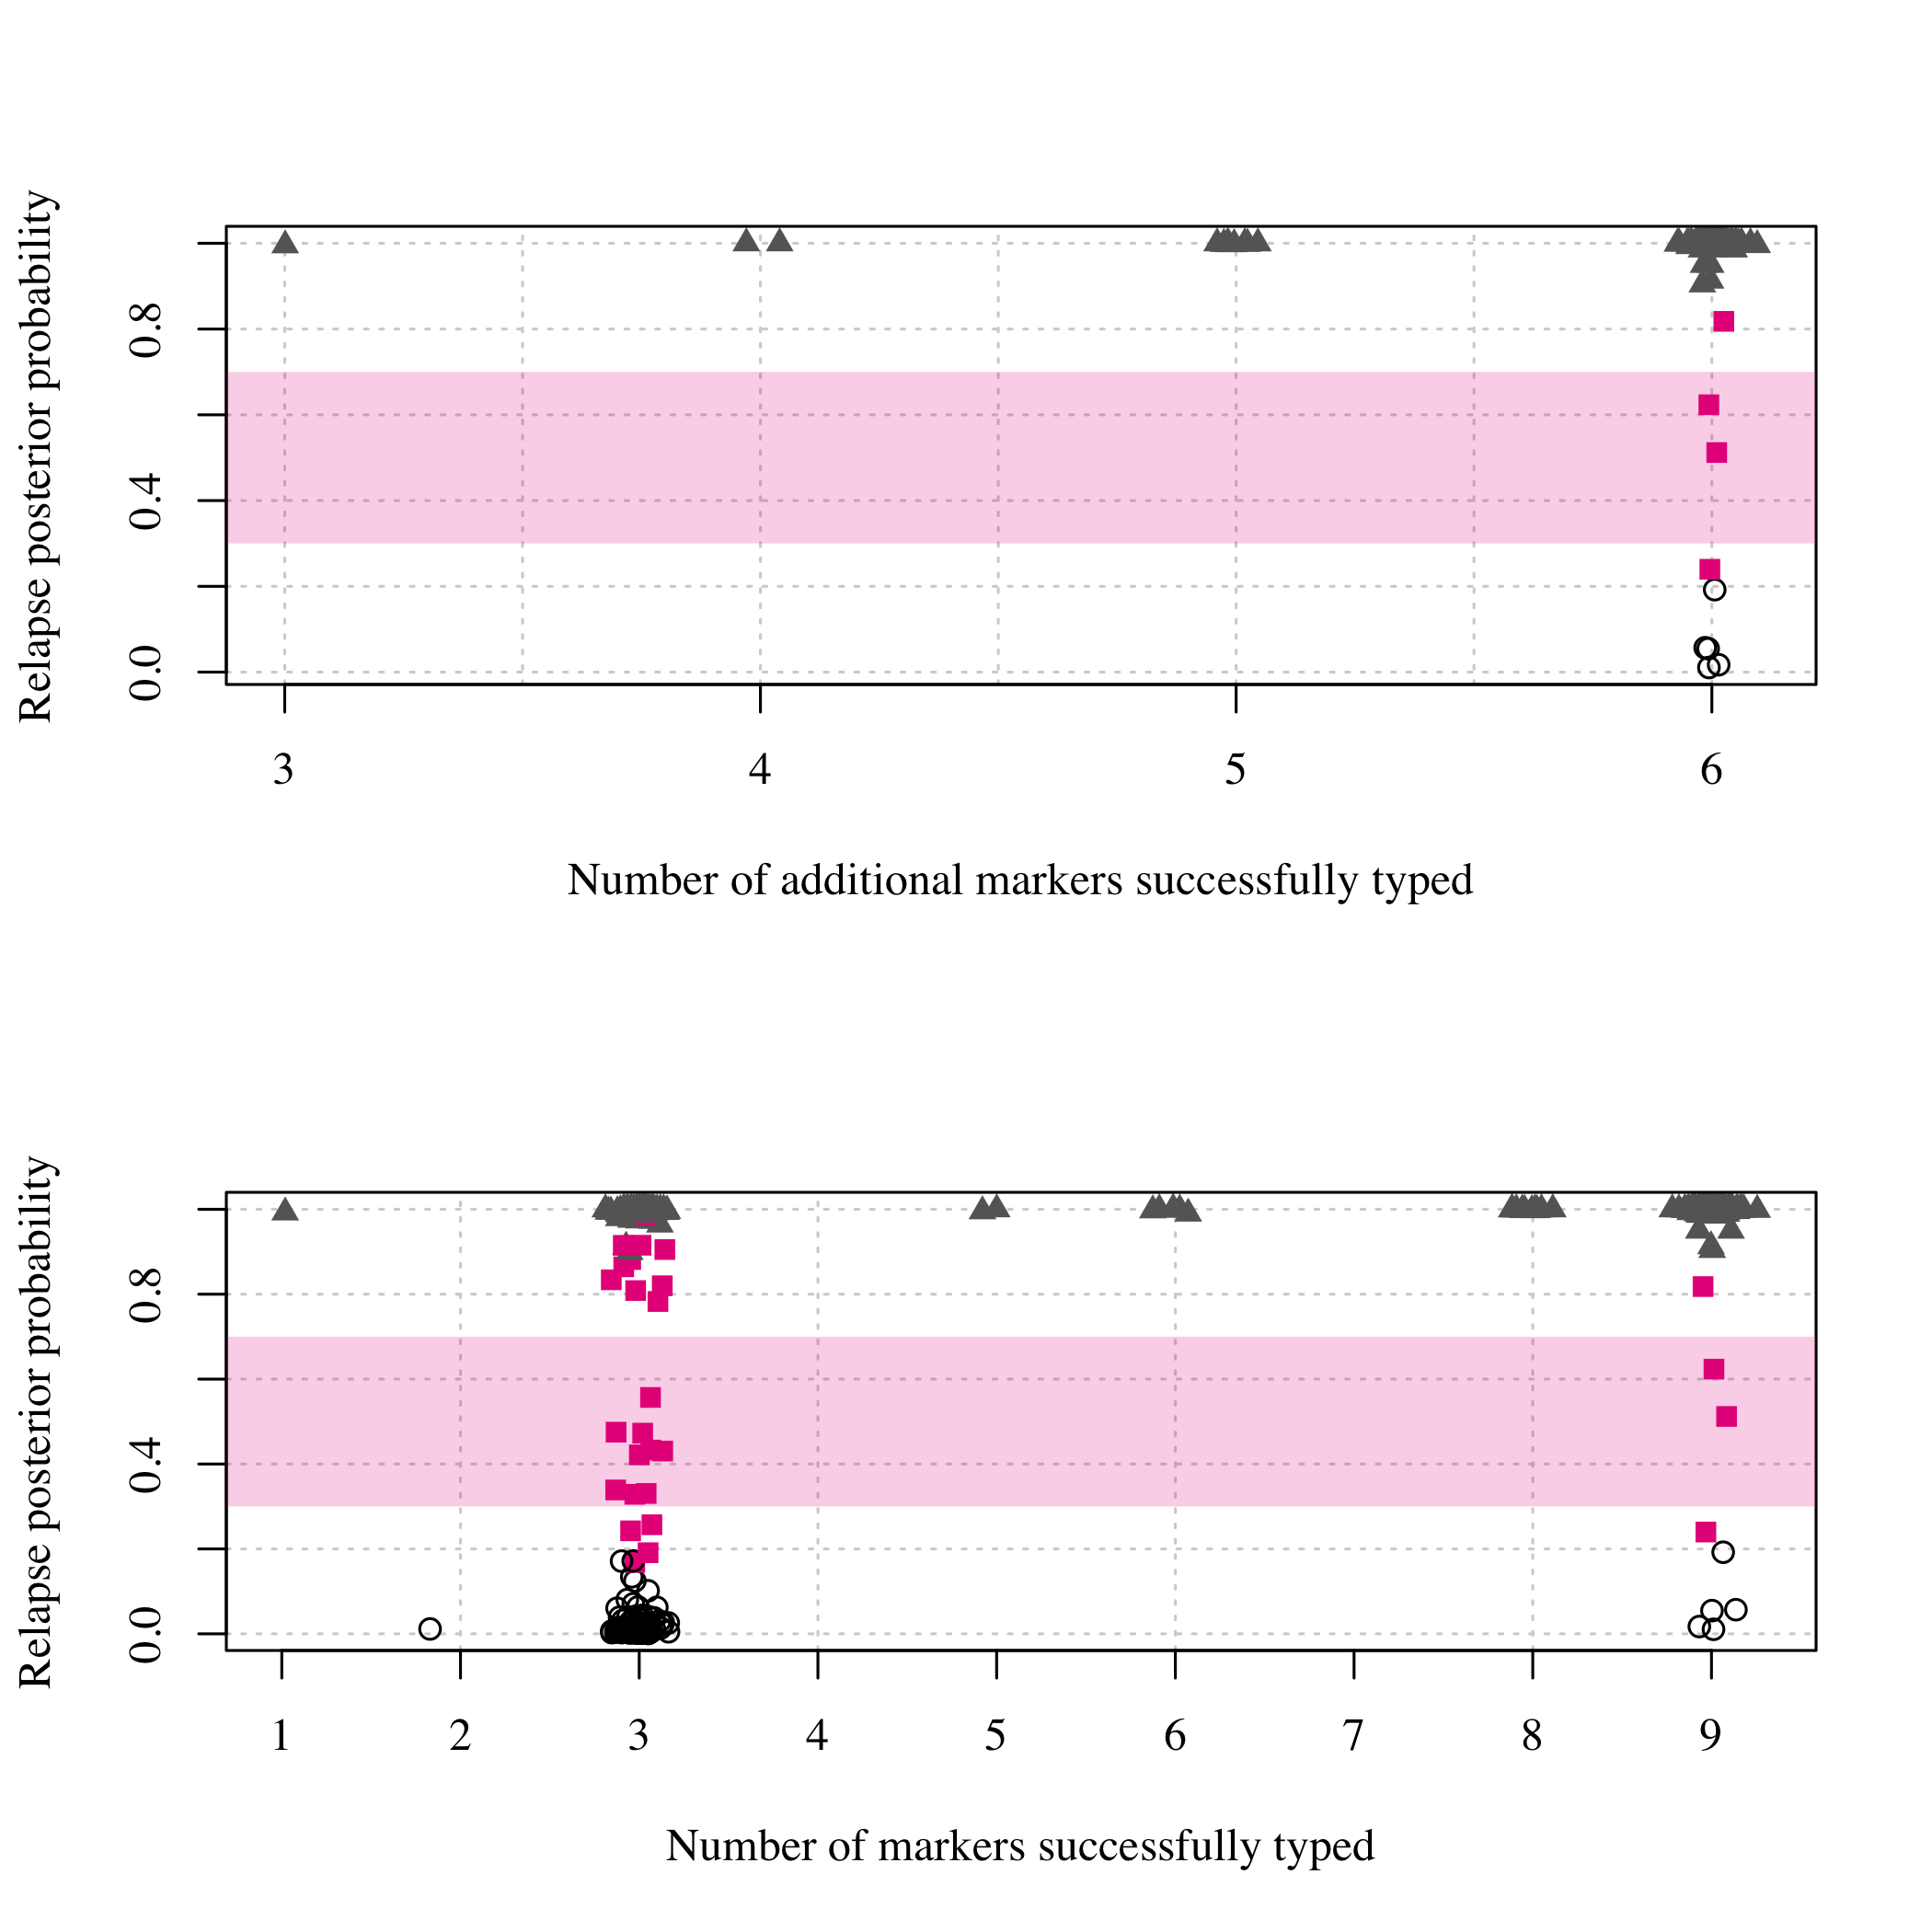 Relapse posterior probability
0.8
0.4
0.0
3 4 5 6
Number of additional markers successfully typed
Relapse posterior probability
0.8
0.4
0.0
1 2 3 4 5 6 7 8 9
Number of markers successfully typed